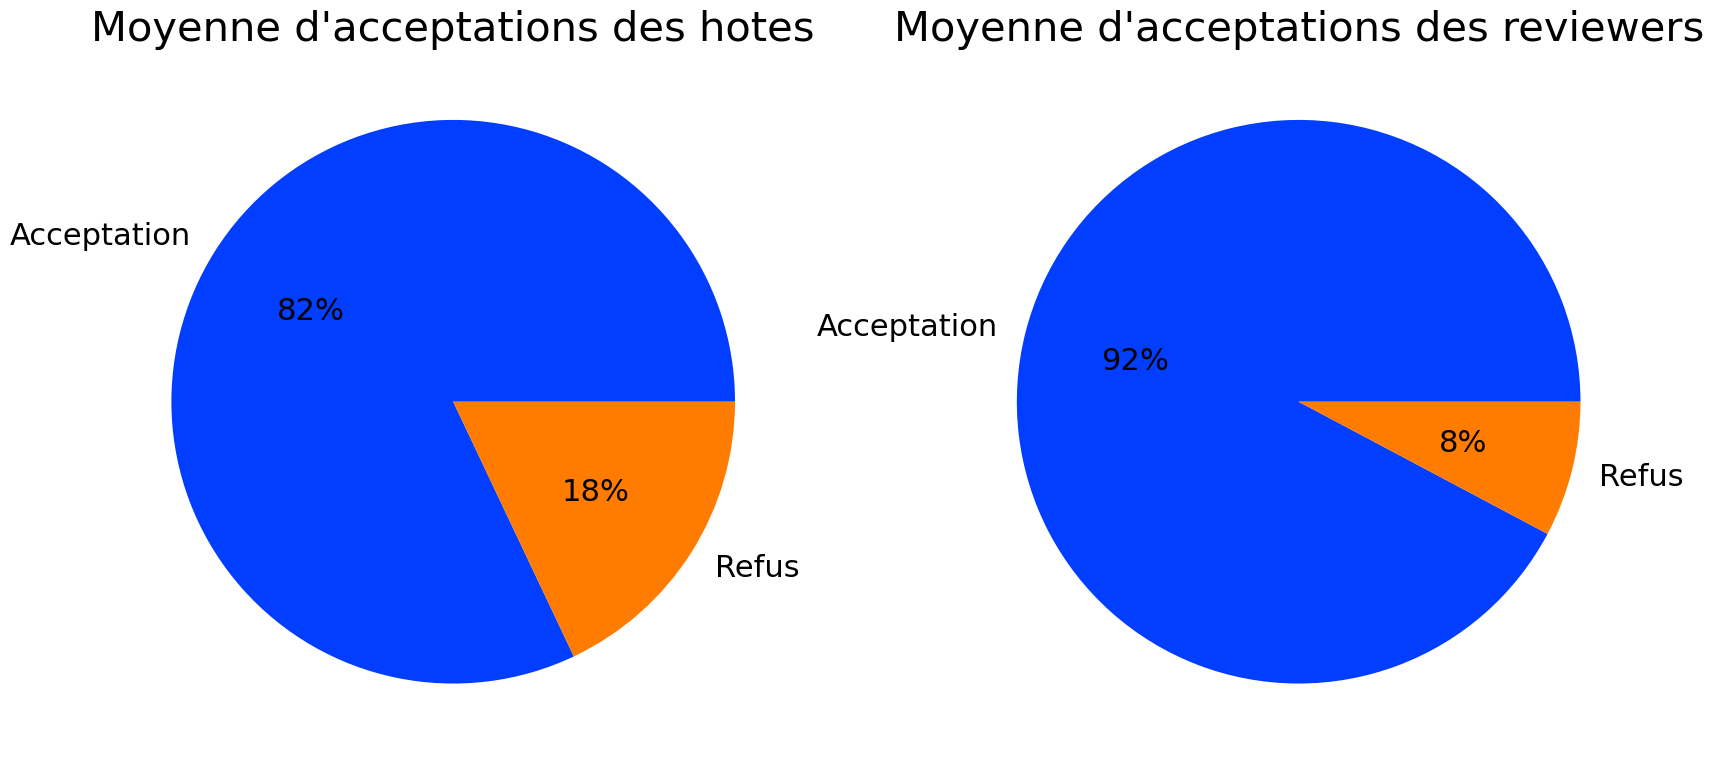 Moyenne d'acceptations des hotes
Acceptation
82%
18%
Refus
Moyenne d'acceptations des reviewers
Acceptation
92%
8%
Refus